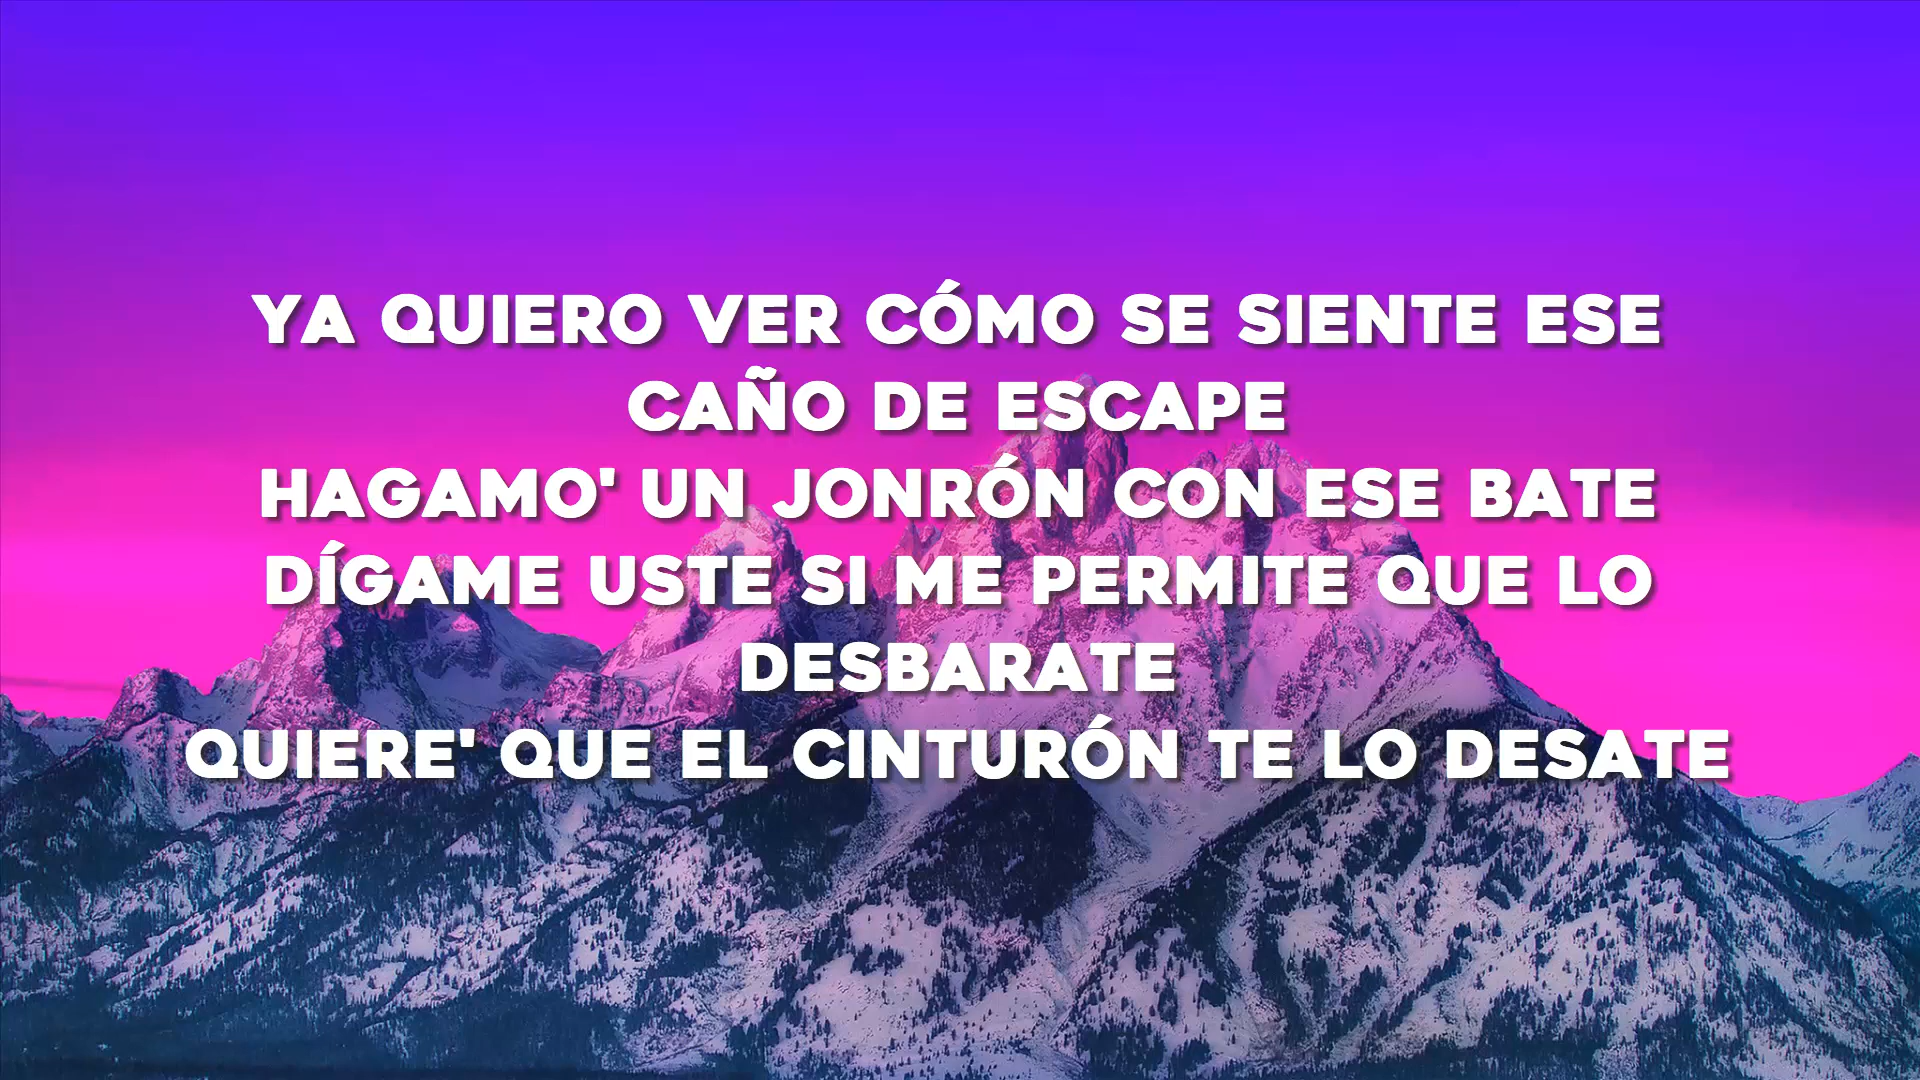 YA QUIERO VER CÓMO SE SIENTE ESE
CAÑO DE ESCAPE
HAGAMO' UN JONRÓN CON ESE BATE
DÍGAME USTE SI ME PERMITE QUE LO
DESBARATE
QUIERE' QUE EL CINTURÓN TE LO DESATE